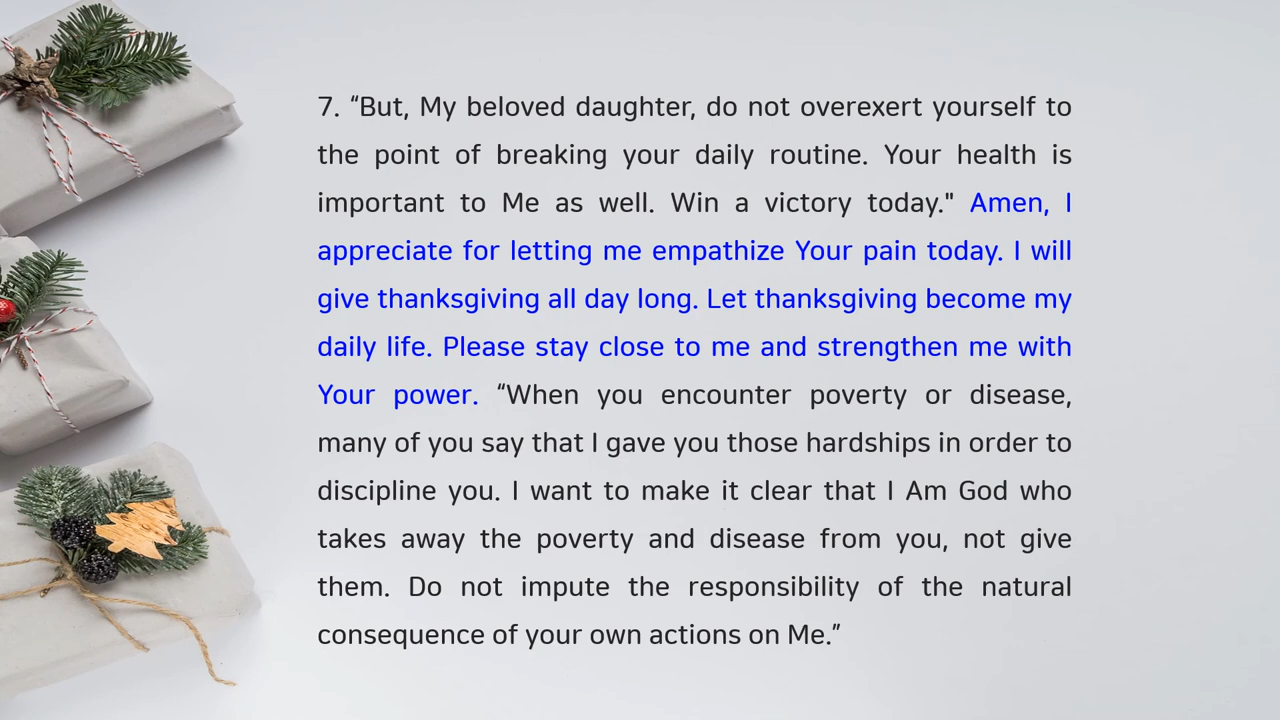 7. “But, My beloved daughter, do not overexert yourself to
the point of breaking your daily routine. Your health is
important to Me as well. Win a victory today." Amen, I
appreciate for letting me empathize Your pain today. I will
give thanksgiving all day long. Let thanksgiving become my
daily life. Please stay close to me and strengthen me with
Your power. “When you encounter poverty or disease,
many of you say that I gave you those hardships in order to
discipline you. I want to make it clear that I Am God who
takes away the poverty and disease from you, not give
them. Do not impute the responsibility of the natural
consequence of your own actions on Me.”